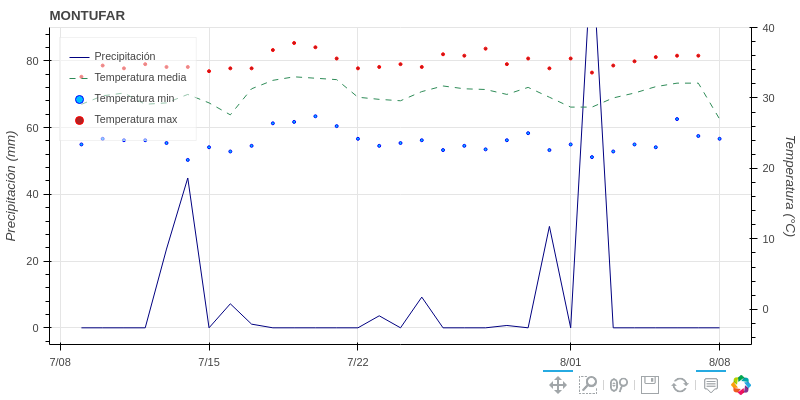 MONTUFAR
Precipitación
Temperatura media
Temperatura min
Temperatura max
Precipitación (mm)
80
60
40
20
0
Temperatura (°C)
40
30
20
10
0
7/08
7/15
7/22
8/01
8/08